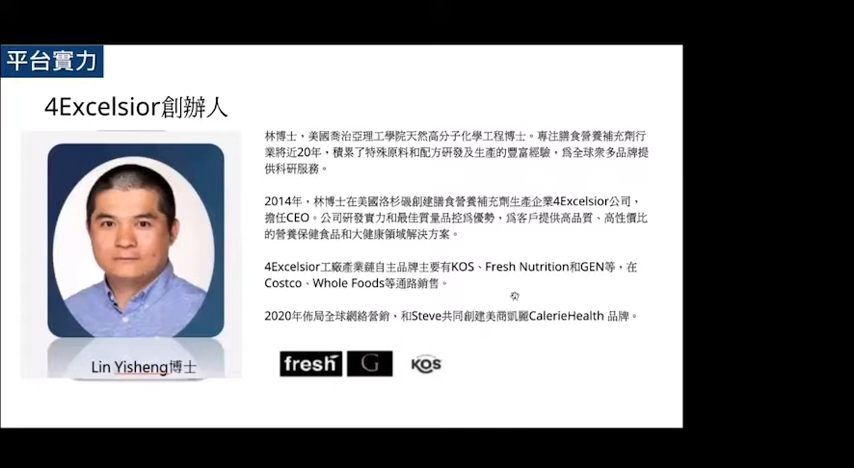 平台實力
4Excelsior創辦人
林博士，美國喬治亞理工學院天然高分子化學工程博士。專注膳食營養補充劑行
業將近20年，積累了特殊原料和配方研發及生產的豐富經驗，爲全球衆多品牌提
供科研服務。
2014年，林博士在美國洛杉磯創建膳食營養補充劑生產企業4Excelsior公司，
擔任CEO。公司研發實力和最佳質量品控爲優勢，爲客戶提供高品質、高性價比
的營養保健食品和大健康領域解決方案。
4Excelsior工廠產業鏈自主品牌主要有KOS、Fresh Nutrition和GEN等，在
Costco、Whole Foods等通路銷售。
2020年佈局全球網絡營銷，和Steve共同創建美商凱麗CalerieHealth 品牌。
Lin Yisheng博士
fresh G KOS